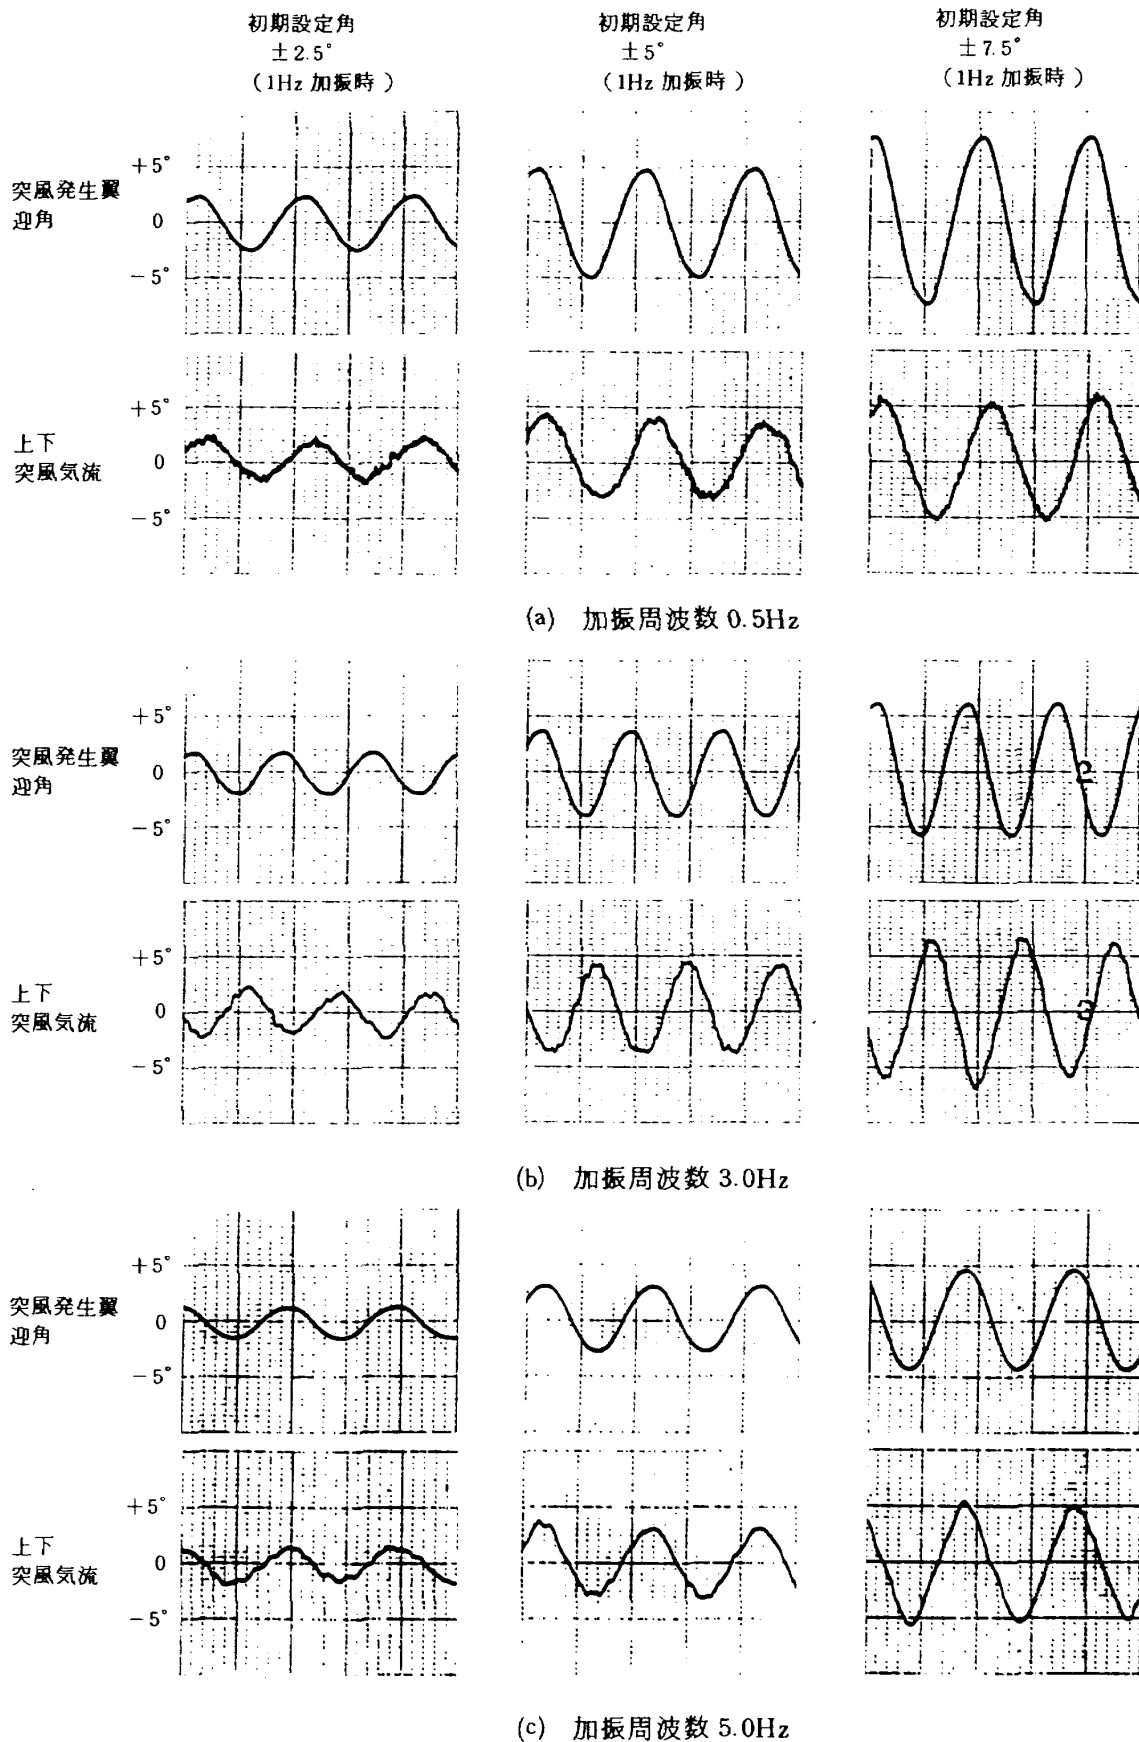 初期設定角
±2.5°
(1Hz 加振時)
初期設定角
±5°
(1Hz 加振時)
初期設定角
±7.5°
(1Hz 加振時)
突風発生翼
迎角
+5°
0
−5°
上下
突風気流
+5°
0
−5°
(a) 加振周波数 0.5Hz
突風発生翼
迎角
+5°
0
−5°
2
上下
突風気流
+5°
0
−5°
3
(b) 加振周波数 3.0Hz
突風発生翼
迎角
+5°
0
−5°
上下
突風気流
+5°
0
−5°
(c) 加振周波数 5.0Hz